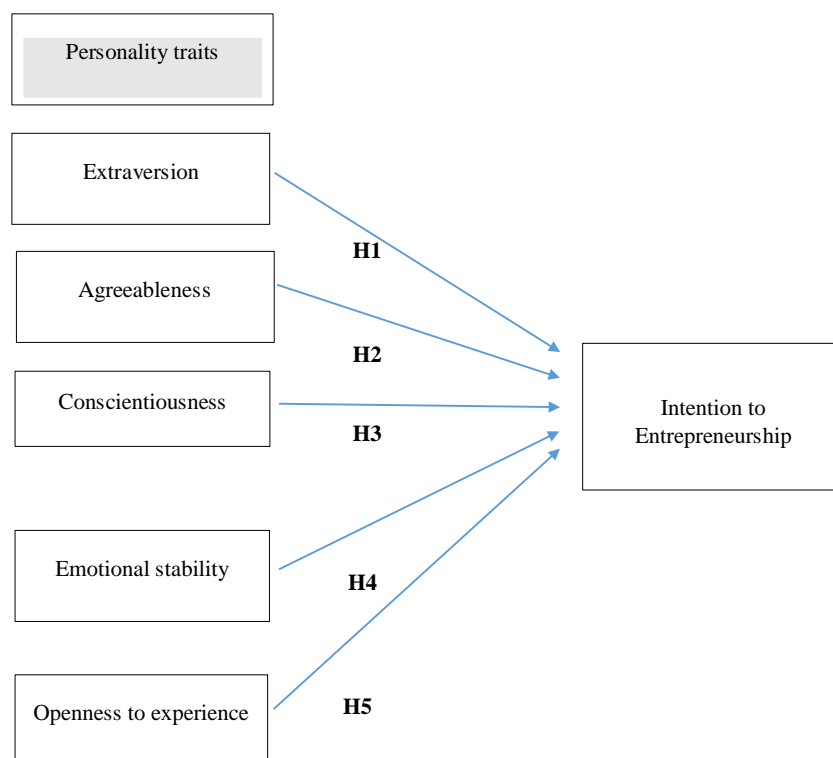 Personality traits
Extraversion
H1
Agreeableness
H2
Conscientiousness
H3
Intention to
Entrepreneurship
Emotional stability
H4
Openness to experience
H5